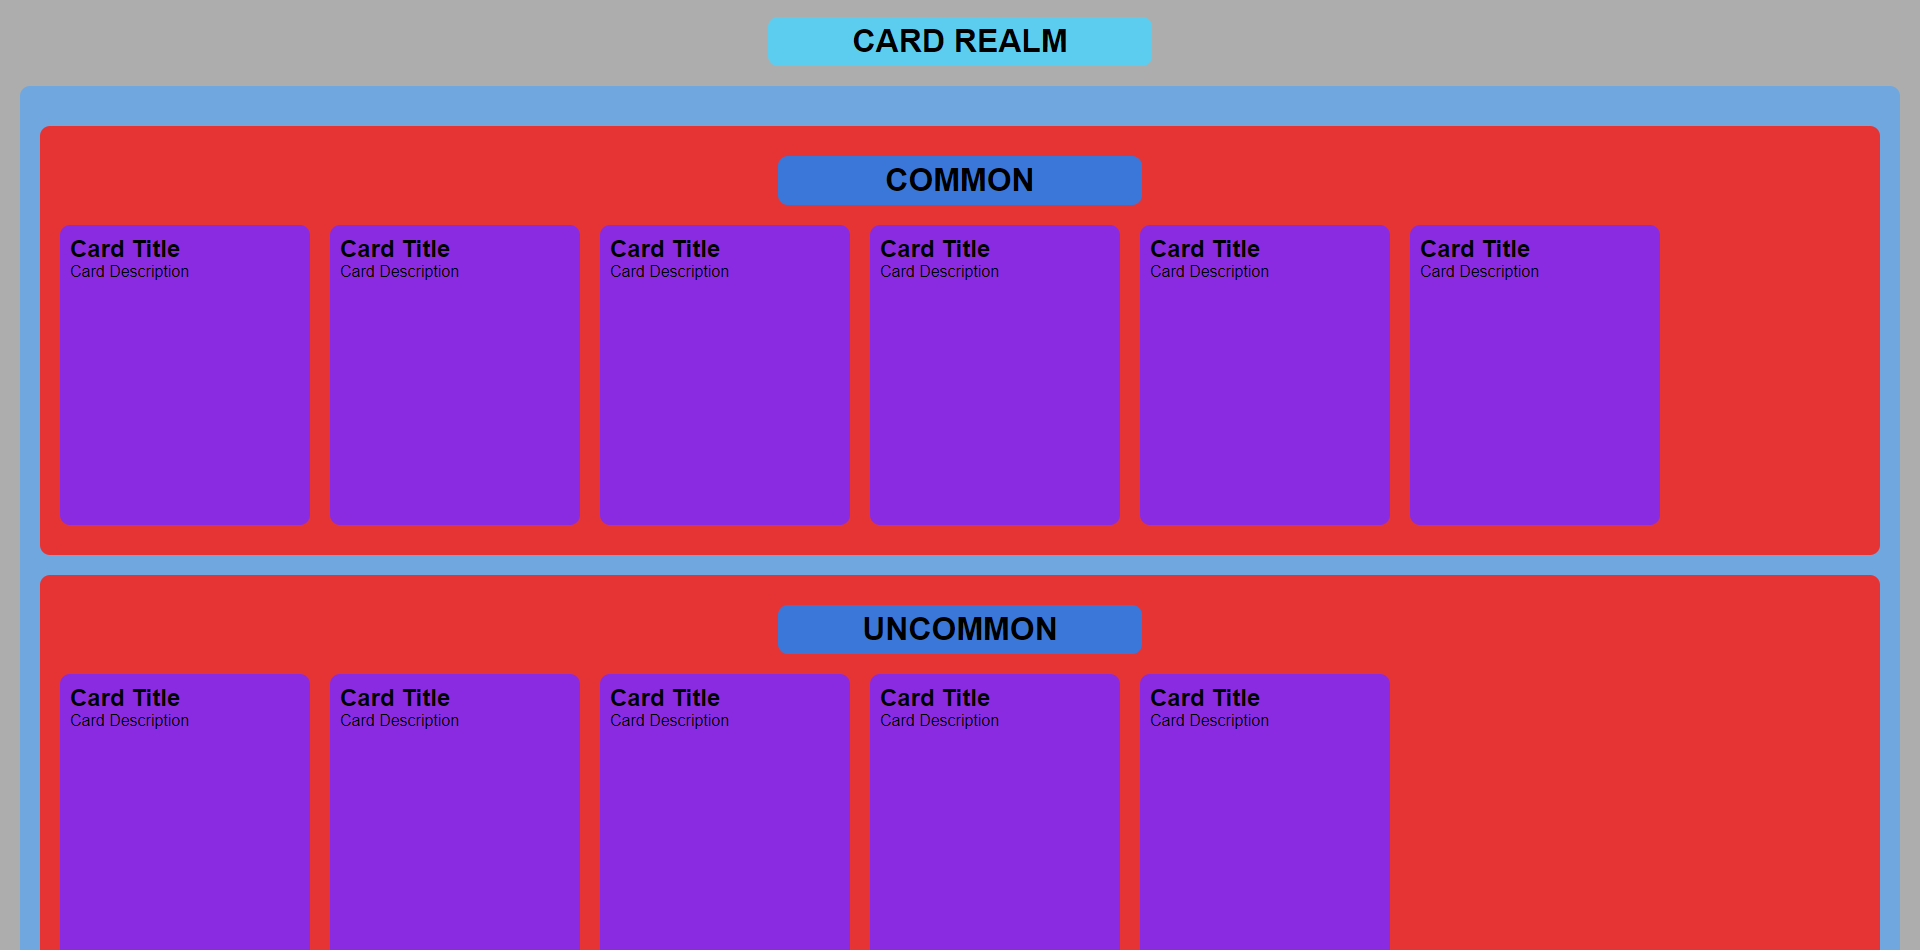 CARD REALM
COMMON
Card Title Card Title Card Title Card Title Card Title Card Title
Card Description Card Description Card Description Card Description Card Description Card Description
UNCOMMON
Card Title Card Title Card Title Card Title Card Title
Card Description Card Description Card Description Card Description Card Description